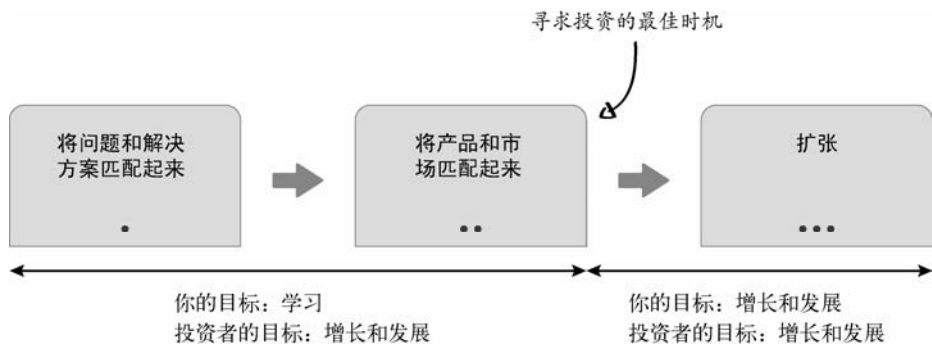 寻求投资的最佳时机
将问题和解决
方案匹配起来
将产品和市
场匹配起来
扩张
你的目标：学习
投资者的目标：增长和发展
你的目标：增长和发展
投资者的目标：增长和发展